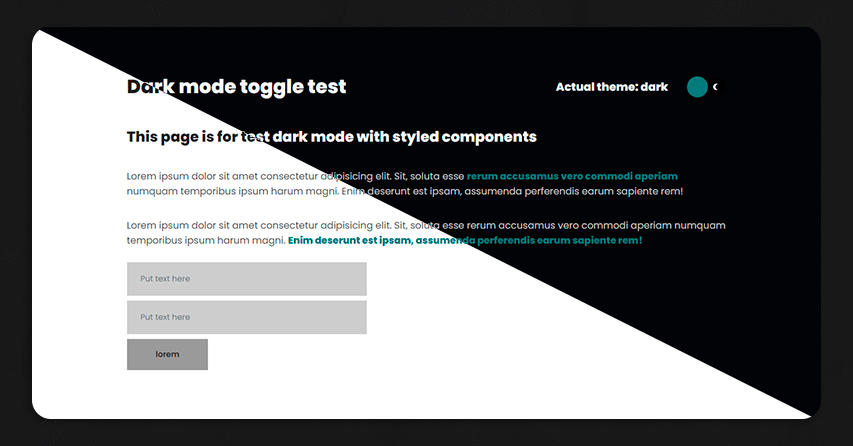 Dark mode toggle test
Actual theme: dark
This page is for test dark mode with styled components
Lorem ipsum dolor sit amet consectetur adipisicing elit. Sit, soluta esse rerum accusamus vero commodi aperiam
numquam temporibus ipsum harum magni. Enim deserunt est ipsam, assumenda perferendis earum sapiente rem!
Lorem ipsum dolor sit amet consectetur adipisicing elit. Sit, soluta esse rerum accusamus vero commodi aperiam numquam
temporibus ipsum harum magni. Enim deserunt est ipsam, assumenda perferendis earum sapiente rem!
Put text here
Put text here
lorem